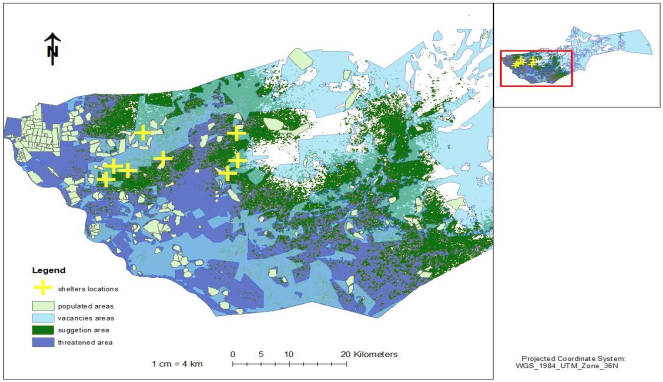 N
Legend
shelters locations
populated areas
vacancies areas
suggetion area
threatened area
1 cm = 4 km
0 5 10 20 Kilometers
Projected Coordinate System:
WGS_1984_UTM_Zone_36N